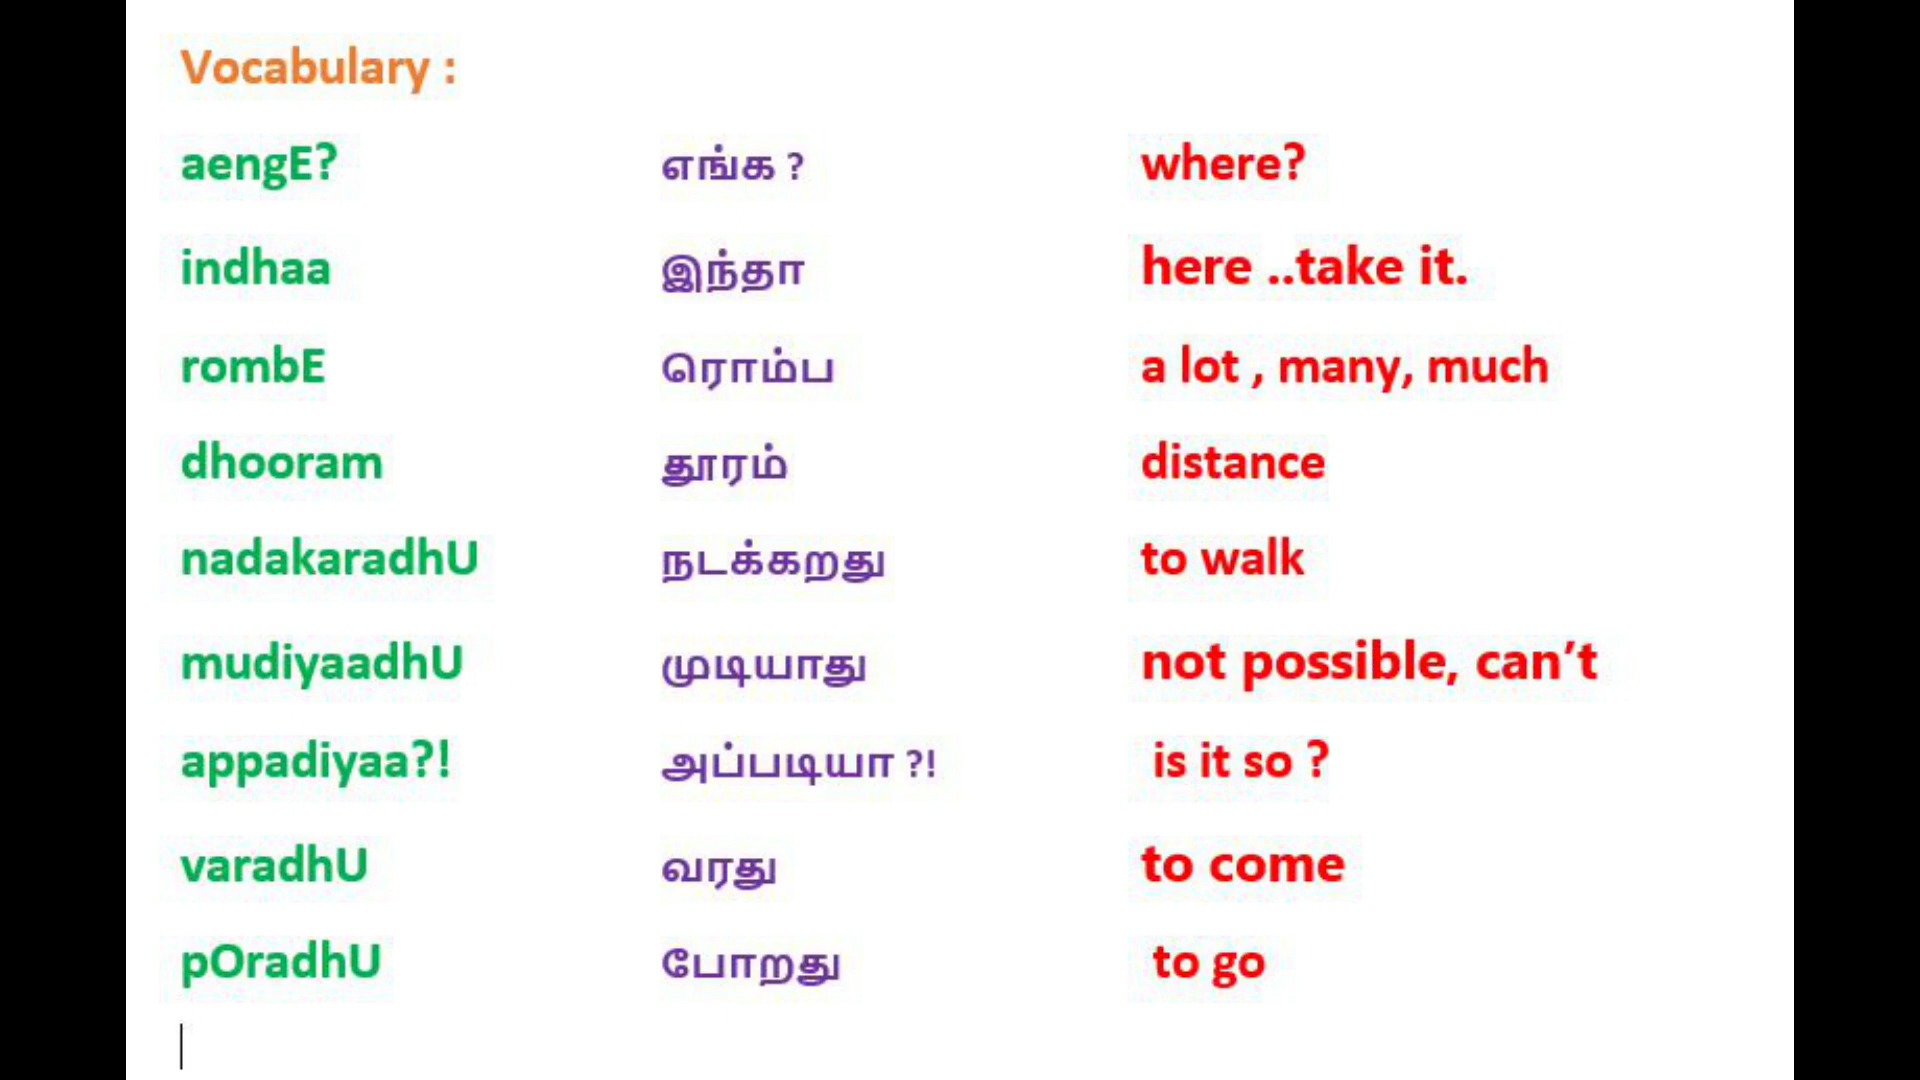 Vocabulary :
aengE? எங்க ? where?
indhaa இந்தா here ..take it.
rombE ரொம்ப a lot , many, much
dhooram தூரம் distance
nadakaradhU நடக்கறது to walk
mudiyaadhU முடியாது not possible, can’t
appadiyaa?! அப்படியா ?! is it so ?
varadhU வரது to come
pOradhU போறது to go